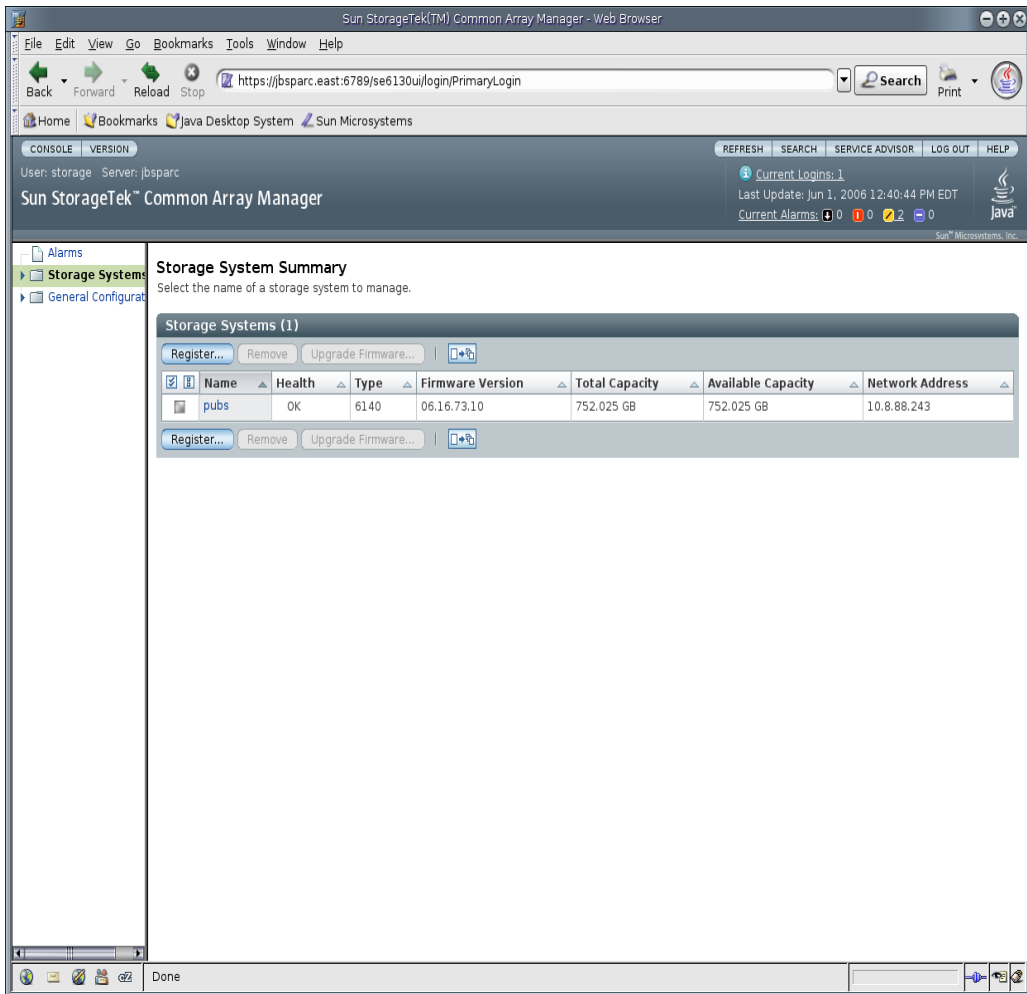 Sun StorageTek(TM) Common Array Manager - Web Browser
File Edit View Go Bookmarks Tools Window Help
Back Forward Reload Stop https://jbsparc.east:6789/se6130ui/login/PrimaryLogin Search Print
Home Bookmarks Java Desktop System Sun Microsystems
CONSOLE VERSION REFRESH SEARCH SERVICE ADVISOR LOG OUT HELP
User: storage Server: jbsparc
Current Logins: 1
Sun StorageTek™ Common Array Manager
Last Update: Jun 1, 2006 12:40:44 PM EDT
Current Alarms: 0 0 2 0
Java™
Sun™ Microsystems, Inc.
Alarms
Storage Systems
General Configurat
Storage System Summary
Select the name of a storage system to manage.
Storage Systems (1)
Register... Remove Upgrade Firmware...
Name Health Type Firmware Version Total Capacity Available Capacity Network Address
pubs OK 6140 06.16.73.10 752.025 GB 752.025 GB 10.8.88.243
Register... Remove Upgrade Firmware...
Done